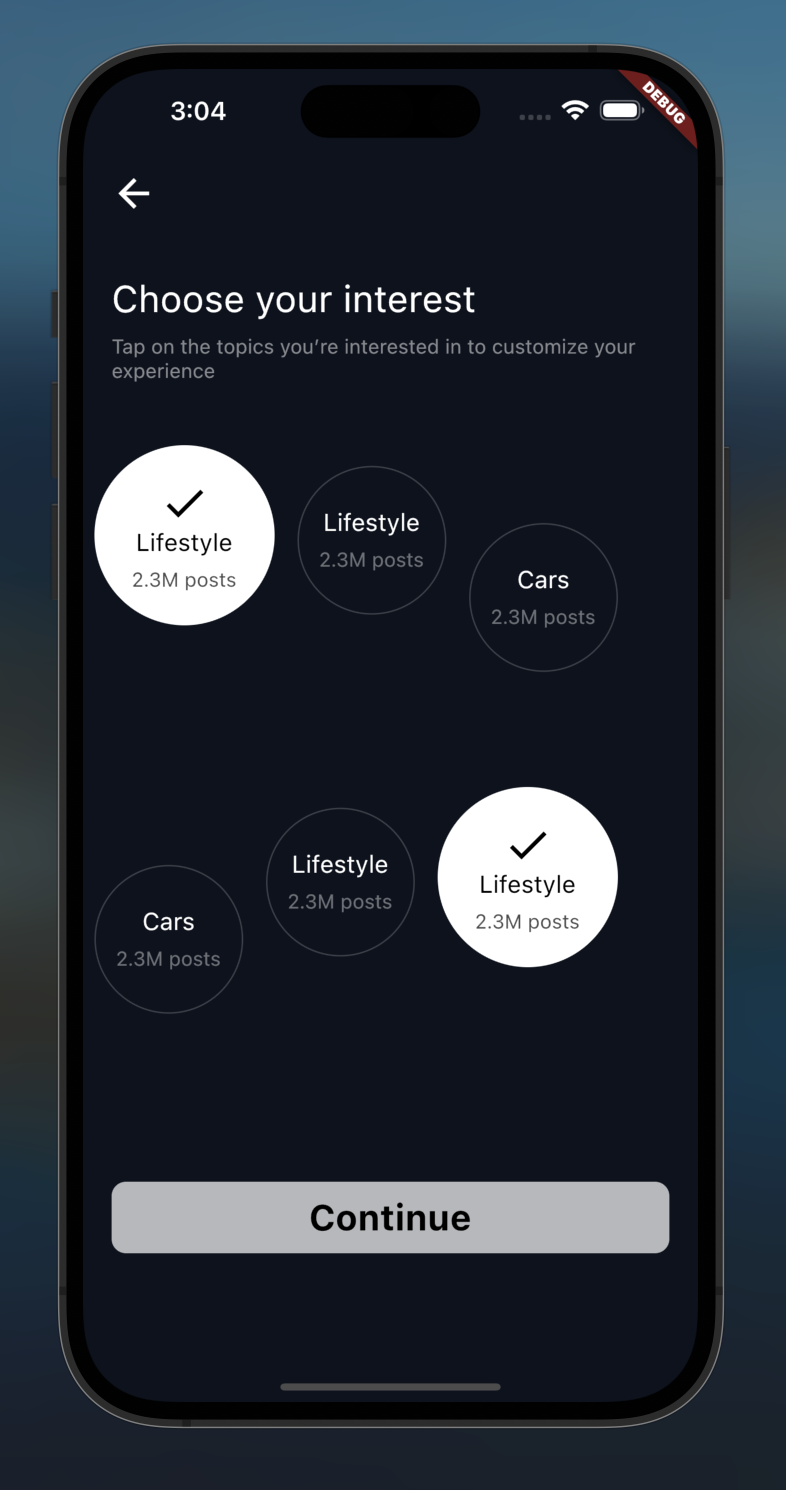 3:04
DEBUG
Choose your interest
Tap on the topics you’re interested in to customize your
experience
Lifestyle
2.3M posts
Lifestyle
2.3M posts
Cars
2.3M posts
Cars
2.3M posts
Lifestyle
2.3M posts
Lifestyle
2.3M posts
Continue